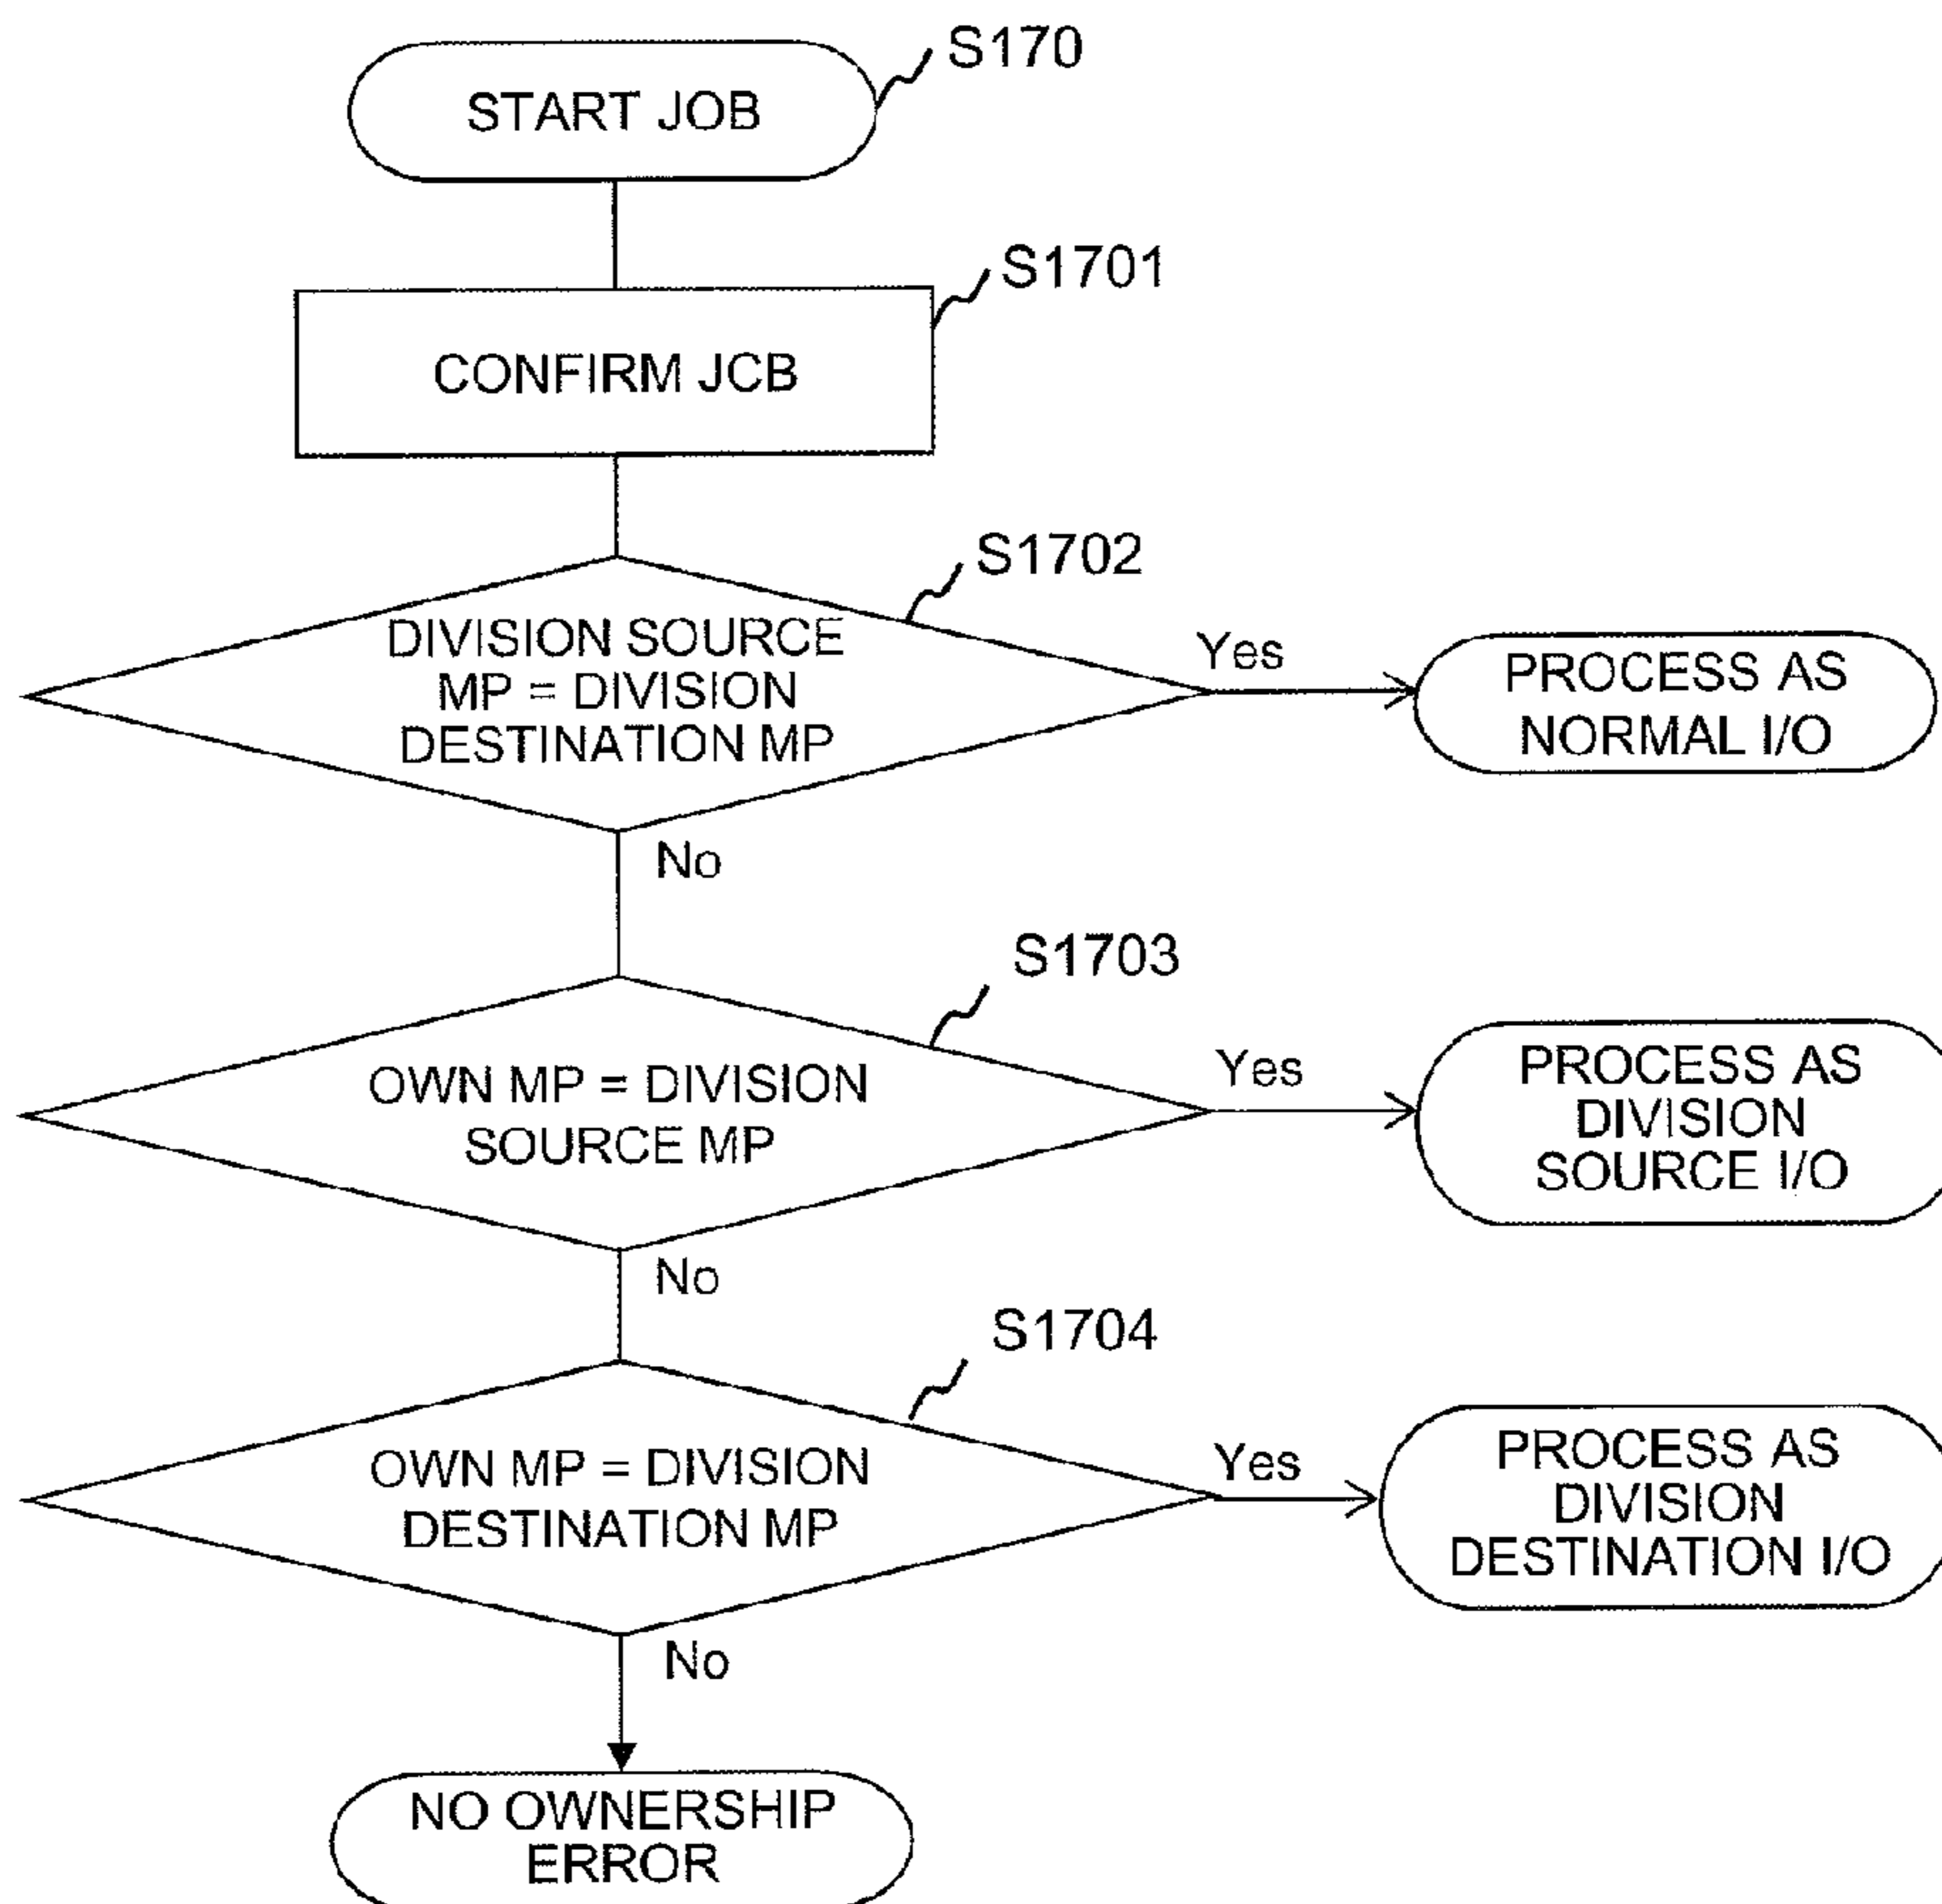 S170
START JOB
S1701
CONFIRM JCB
S1702
DIVISION SOURCE
MP = DIVISION
DESTINATION MP
Yes
PROCESS AS
NORMAL I/O
No
S1703
OWN MP = DIVISION
SOURCE MP
Yes
PROCESS AS
DIVISION
SOURCE I/O
No
S1704
OWN MP = DIVISION
DESTINATION MP
Yes
PROCESS AS
DIVISION
DESTINATION I/O
No
NO OWNERSHIP
ERROR